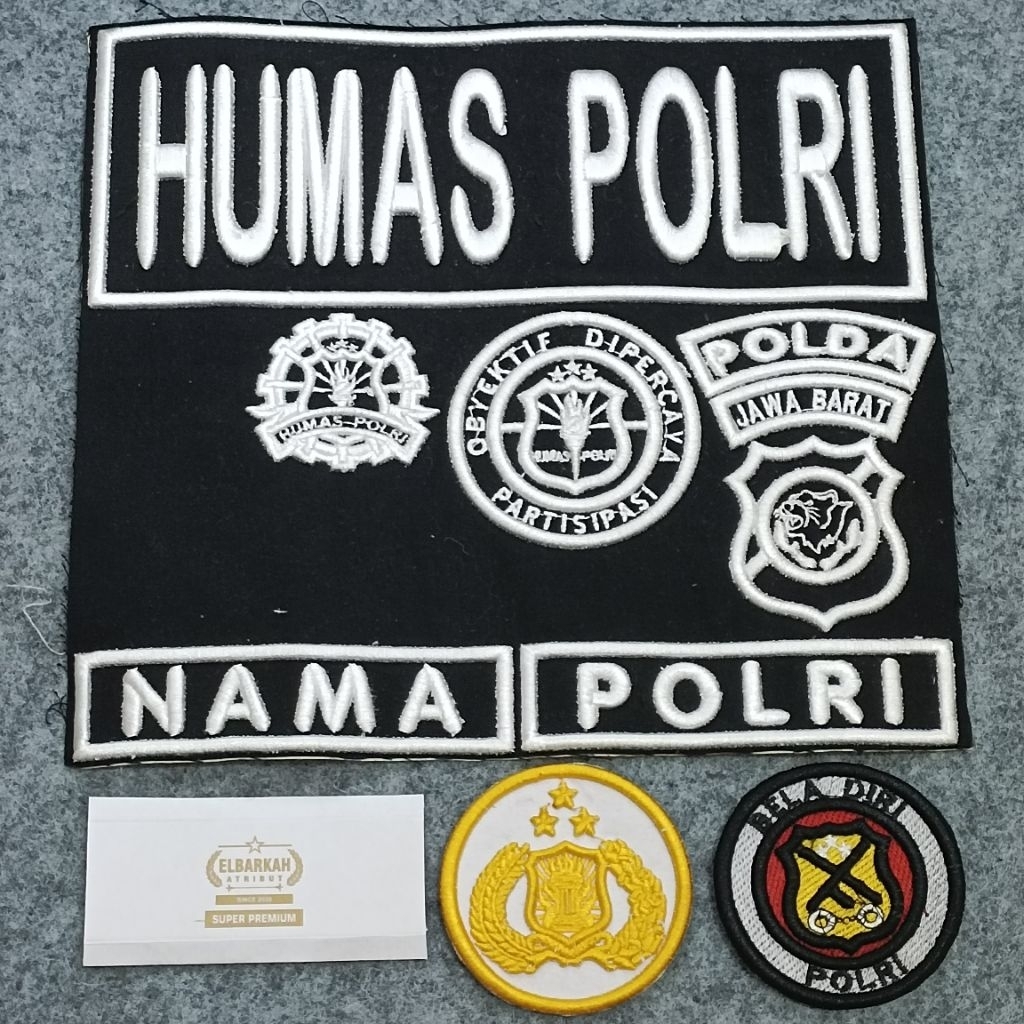 HUMAS POLRI
HUMAS POLRI
OBYEKTIF DIPERCAYA
PARTISIPASI
HUMAS POLRI
POLDA
JAWA BARAT
NAMA
POLRI
ELBARKAH
ATRIBUT
SUPER PREMIUM
BELA DIRI
POLRI